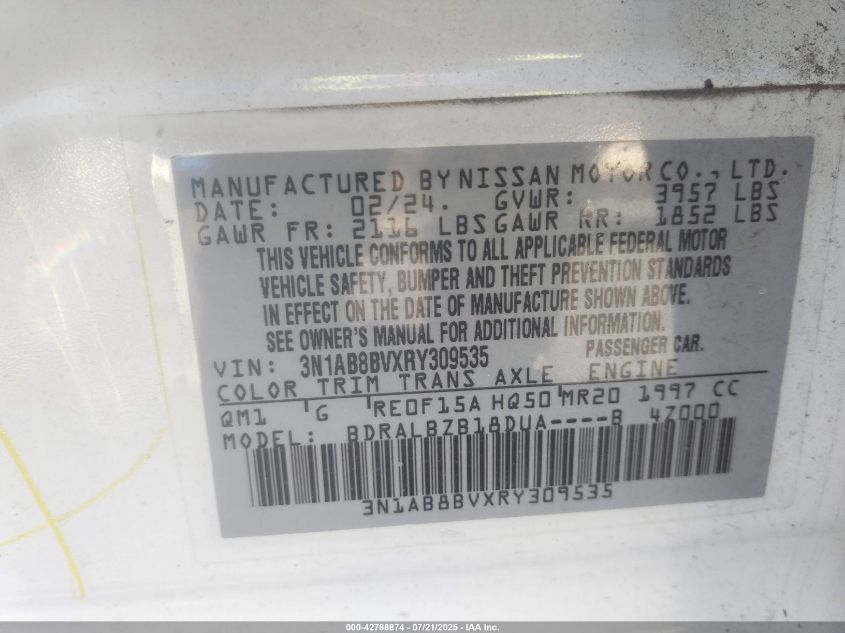 MANUFACTURED BY NISSAN MOTOR CO., LTD.
DATE: 02/24. GVWR: 3957 LBS
GAWR FR: 2116 LBS GAWR RR: 1852 LBS
THIS VEHICLE CONFORMS TO ALL APPLICABLE FEDERAL MOTOR
VEHICLE SAFETY, BUMPER AND THEFT PREVENTION STANDARDS
IN EFFECT ON THE DATE OF MANUFACTURE SHOWN ABOVE.
SEE OWNER'S MANUAL FOR ADDITIONAL INFORMATION.
VIN: 3N1AB8BVXRY309535 PASSENGER CAR.
COLOR TRIM TRANS AXLE ENGINE
QM1 G RE0F15A HQ50 MR20 1997 CC
MODEL: BDRALBZB18DUA----B 4Z000
3N1AB8BVXRY309535
000-42788874 - 07/21/2025 - IAA Inc.